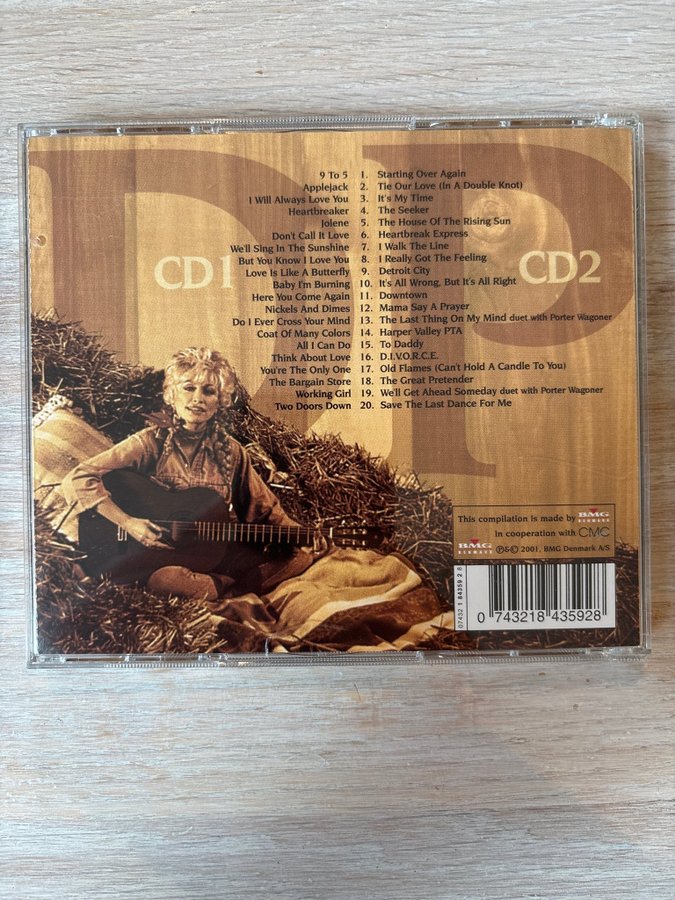 CD1
9 To 5 1. Starting Over Again
Applejack 2. Tie Our Love (In A Double Knot)
I Will Always Love You 3. It's My Time
Heartbreaker 4. The Seeker
Jolene 5. The House Of The Rising Sun
Don't Call It Love 6. Heartbreak Express
We'll Sing In The Sunshine 7. I Walk The Line
But You Know I Love You 8. I Really Got The Feeling
Love Is Like A Butterfly 9. Detroit City
Baby I'm Burning 10. It's All Wrong, But It's All Right
Here You Come Again 11. Downtown
Nickels And Dimes 12. Mama Say A Prayer
Do I Ever Cross Your Mind 13. The Last Thing On My Mind duet with Porter Wagoner
Coat Of Many Colors 14. Harper Valley PTA
All I Can Do 15. To Daddy
Think About Love 16. D.I.V.O.R.C.E.
You're The Only One 17. Old Flames (Can't Hold A Candle To You)
The Bargain Store 18. The Great Pretender
Working Girl 19. We'll Get Ahead Someday duet with Porter Wagoner
Two Doors Down 20. Save The Last Dance For Me
CD2
DP
This compilation is made by BMG DENMARK
In cooperation with CMC
BMG DENMARK ℗&© 2001, BMG Denmark A/S
07432 1 84359 2 8
0 743218 435928